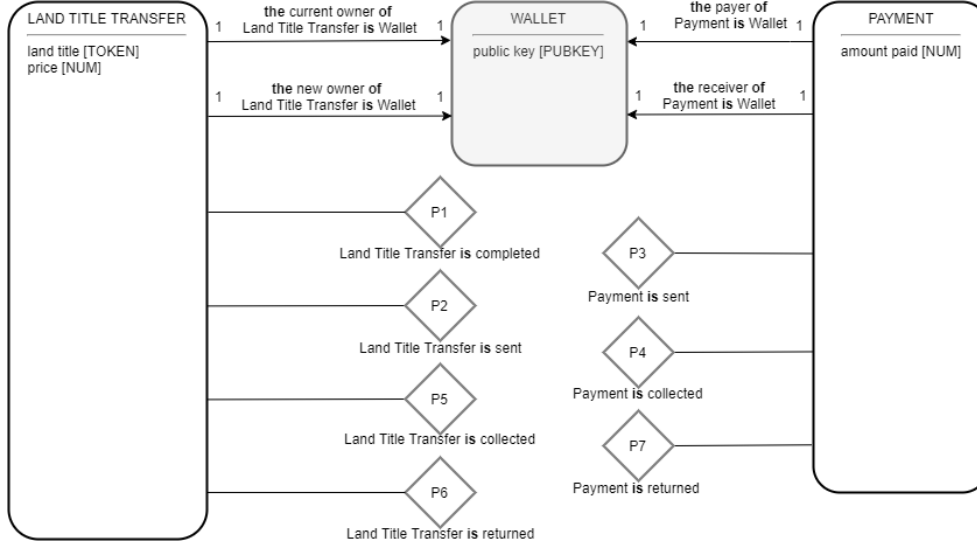 LAND TITLE TRANSFER
land title [TOKEN]
price [NUM]
1
the current owner of
Land Title Transfer is Wallet
1
1
the new owner of
Land Title Transfer is Wallet
1
WALLET
public key [PUBKEY]
1
the payer of
Payment is Wallet
1
1
the receiver of
Payment is Wallet
1
PAYMENT
amount paid [NUM]
P1
Land Title Transfer is completed
P2
Land Title Transfer is sent
P5
Land Title Transfer is collected
P6
Land Title Transfer is returned
P3
Payment is sent
P4
Payment is collected
P7
Payment is returned